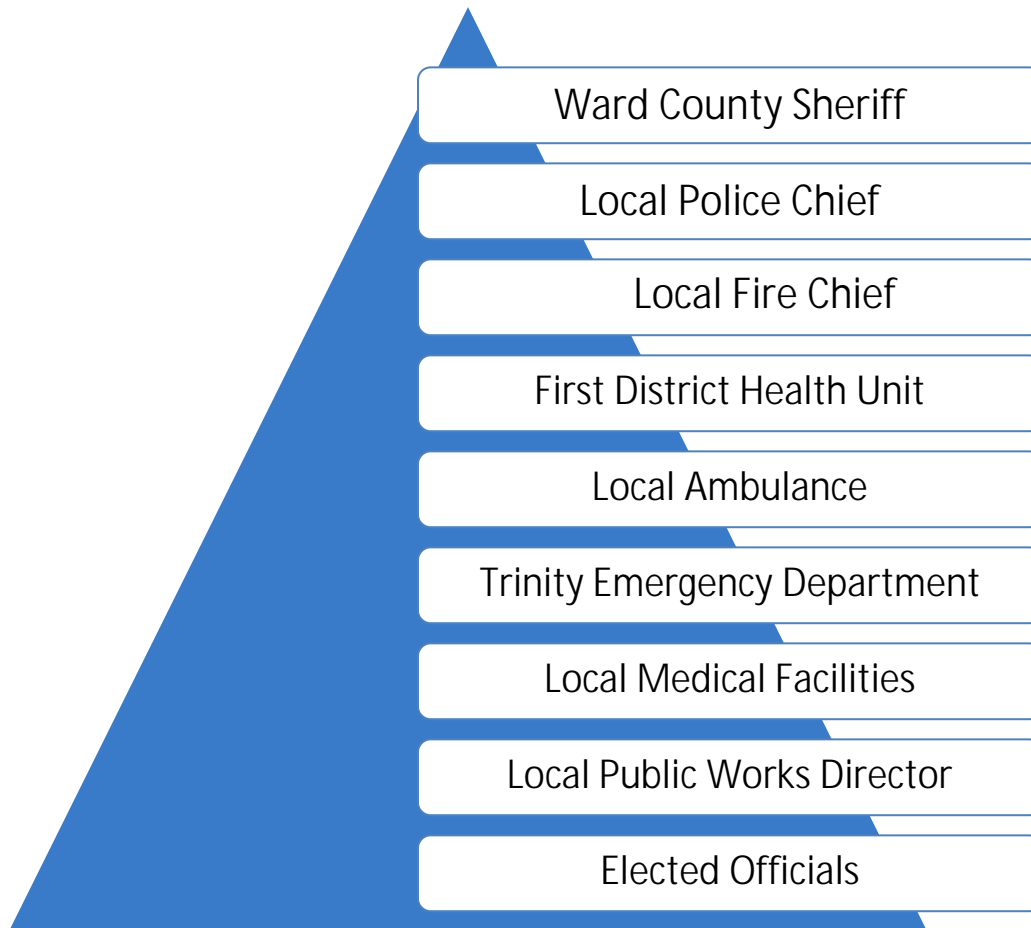 Ward County Sheriff
Local Police Chief
Local Fire Chief
First District Health Unit
Local Ambulance
Trinity Emergency Department
Local Medical Facilities
Local Public Works Director
Elected Officials